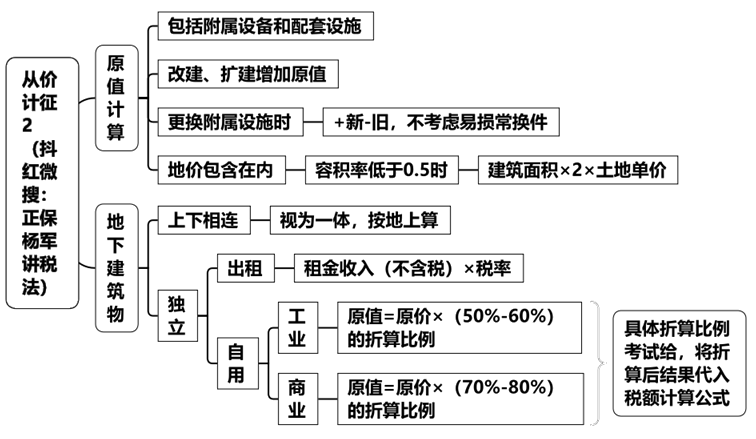 从价
计征
2
（抖
红微
搜：
正保
杨军
讲税
法）
原
值
计
算
包括附属设备和配套设施
改建、扩建增加原值
更换附属设施时
+新-旧，不考虑易损常换件
地价包含在内
容积率低于0.5时
建筑面积×2×土地单价
地
下
建
筑
物
上下相连
视为一体，按地上算
独
立
出租
租金收入（不含税）×税率
自
用
工
业
原值=原价×（50%-60%）
的折算比例
商
业
原值=原价×（70%-80%）
的折算比例
具体折算比例
考试给，将折
算后结果代入
税额计算公式